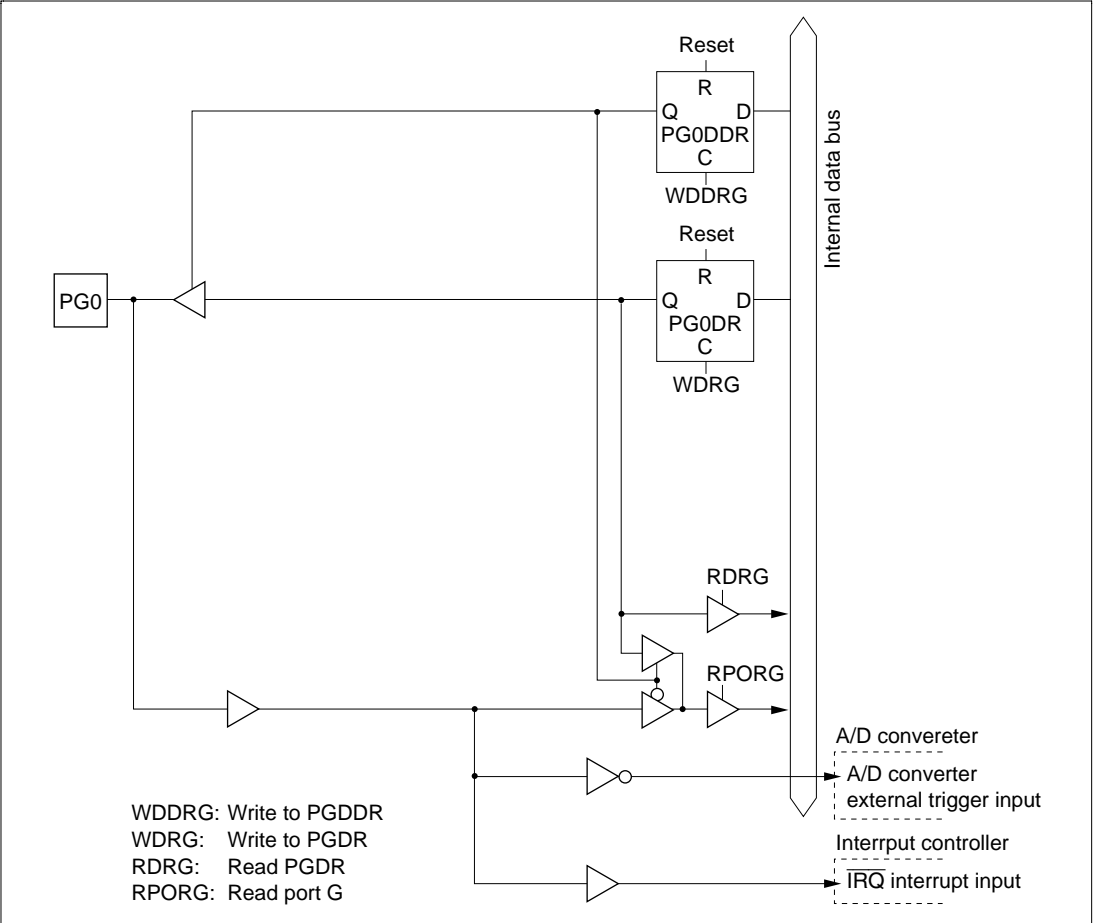 Reset
R
Q D
PG0DDR
C
WDDRG
Internal data bus
Reset
R
PG0
Q D
PG0DR
C
WDRG
RDRG
RPORG
A/D convereter
A/D converter
external trigger input
Interrput controller
IRQ interrupt input
WDDRG: Write to PGDDR
WDRG: Write to PGDR
RDRG: Read PGDR
RPORG: Read port G